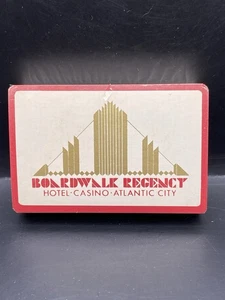 BOARDWALK REGENCY
HOTEL·CASINO·ATLANTIC CITY